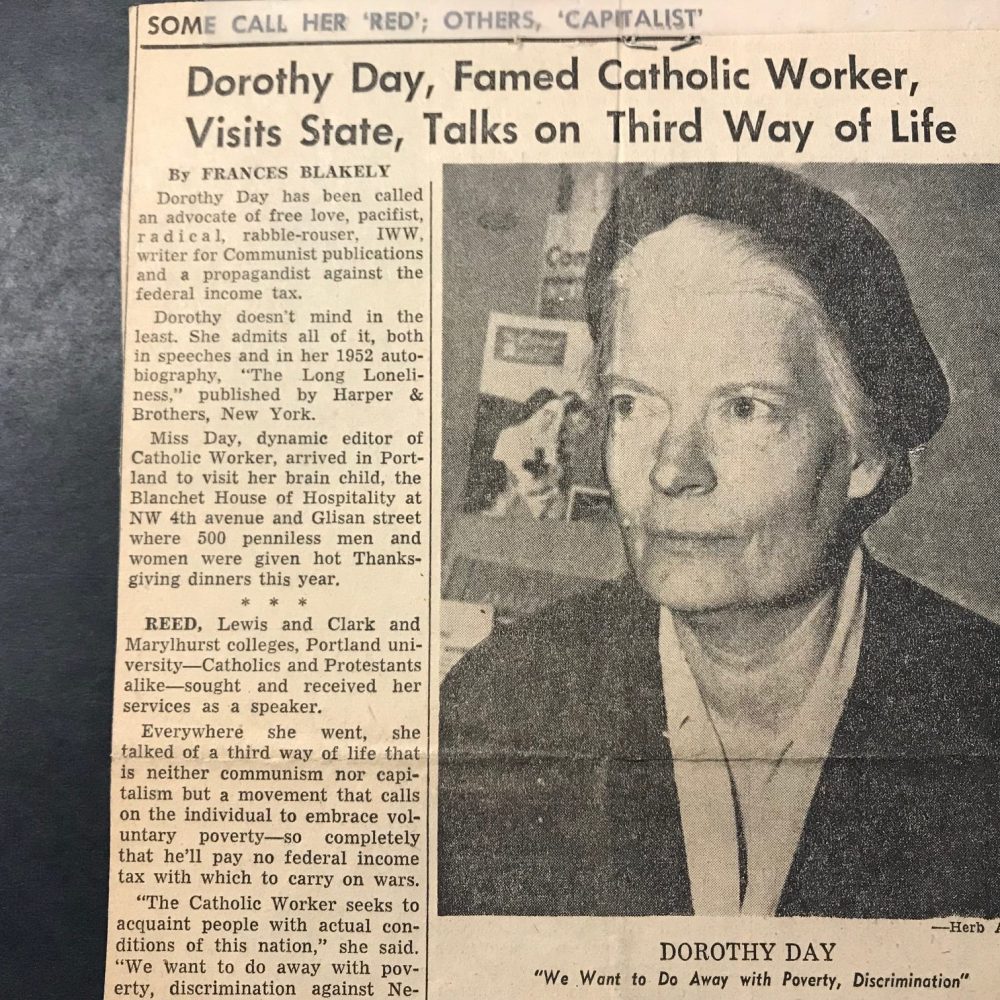 SOME CALL HER 'RED'; OTHERS, 'CAPITALIST'
Dorothy Day, Famed Catholic Worker,
Visits State, Talks on Third Way of Life
By FRANCES BLAKELY
Dorothy Day has been called
an advocate of free love, pacifist,
radical, rabble-rouser, IWW,
writer for Communist publications
and a propagandist against the
federal income tax.
Dorothy doesn't mind in the
least. She admits all of it, both
in speeches and in her 1952 auto-
biography, "The Long Loneli-
ness," published by Harper &
Brothers, New York.
Miss Day, dynamic editor of
Catholic Worker, arrived in Port-
land to visit her brain child, the
Blanchet House of Hospitality at
NW 4th avenue and Glisan street
where 500 penniless men and
women were given hot Thanks-
giving dinners this year.
* * *
REED, Lewis and Clark and
Marylhurst colleges, Portland uni-
versity—Catholics and Protestants
alike—sought and received her
services as a speaker.
Everywhere she went, she
talked of a third way of life that
is neither communism nor capi-
talism but a movement that calls
on the individual to embrace vol-
untary poverty—so completely
that he'll pay no federal income
tax with which to carry on wars.
"The Catholic Worker seeks to
acquaint people with actual con-
ditions of this nation," she said.
"We want to do away with pov-
erty, discrimination against Ne-
Con
—Herb A
DOROTHY DAY
"We Want to Do Away with Poverty, Discrimination"